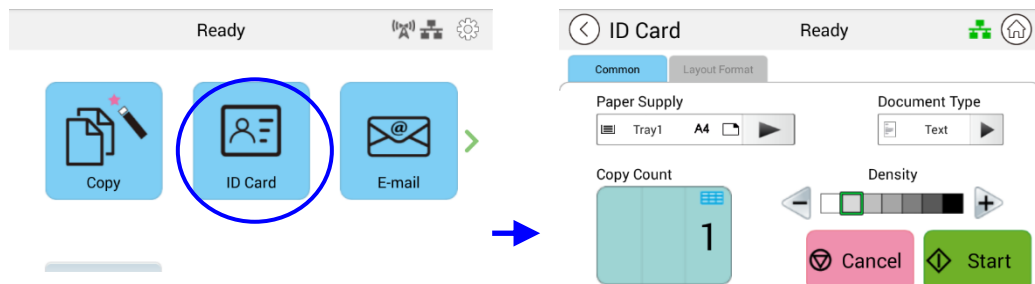 Ready
Copy
ID Card
E-mail
ID Card
Ready
Common
Layout Format
Paper Supply
Document Type
Tray1 A4
Text
Copy Count
Density
1
Cancel
Start